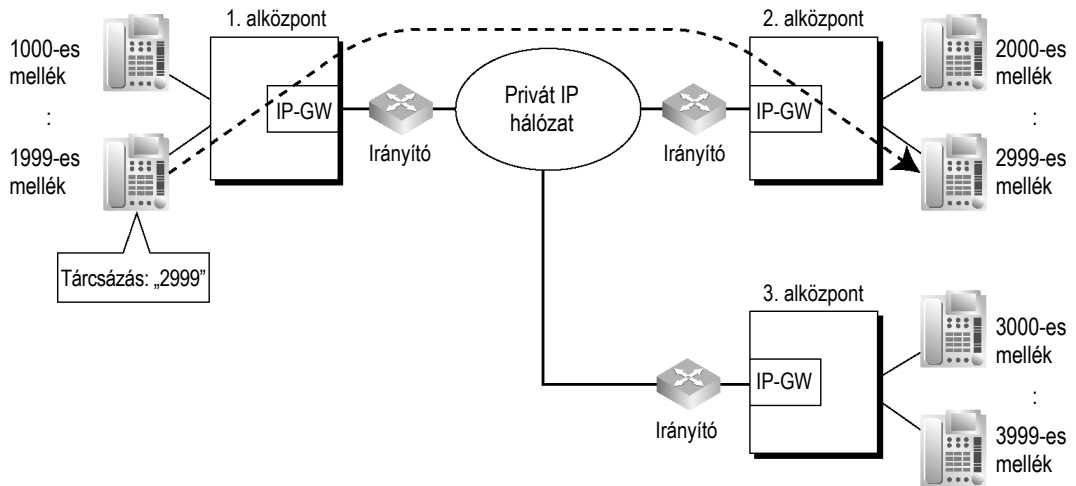 1. alközpont
1000-es
mellék
:
1999-es
mellék
IP-GW
Irányító
Tárcsázás: „2999”
Privát IP
hálózat
2. alközpont
Irányító
IP-GW
2000-es
mellék
:
2999-es
mellék
3. alközpont
Irányító
IP-GW
3000-es
mellék
:
3999-es
mellék